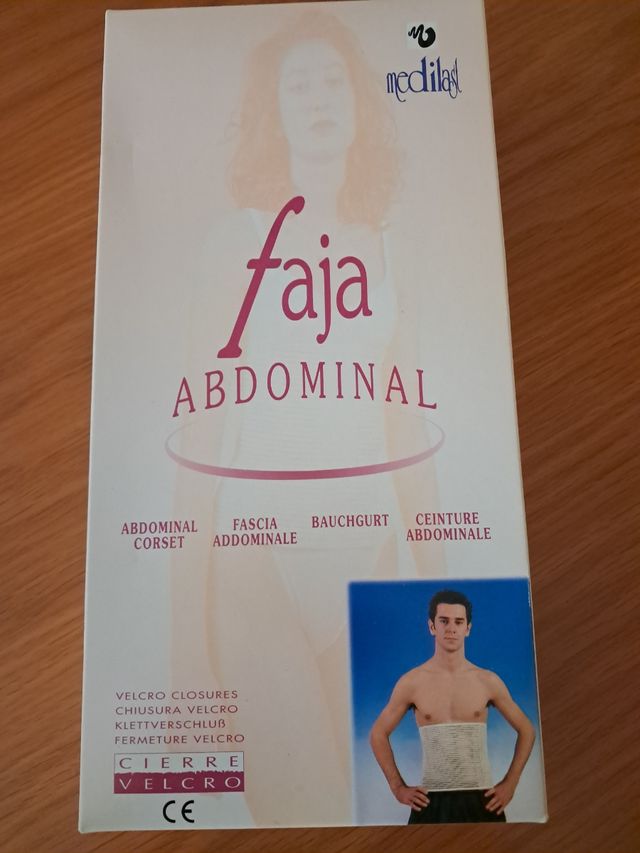 medilast
faja
ABDOMINAL
ABDOMINAL
CORSET
FASCIA
ADDOMINALE
BAUCHGURT
CEINTURE
ABDOMINALE
VELCRO CLOSURES
CHIUSURA VELCRO
KLETTVERSCHLUß
FERMETURE VELCRO
CIERRE
VELCRO
CE